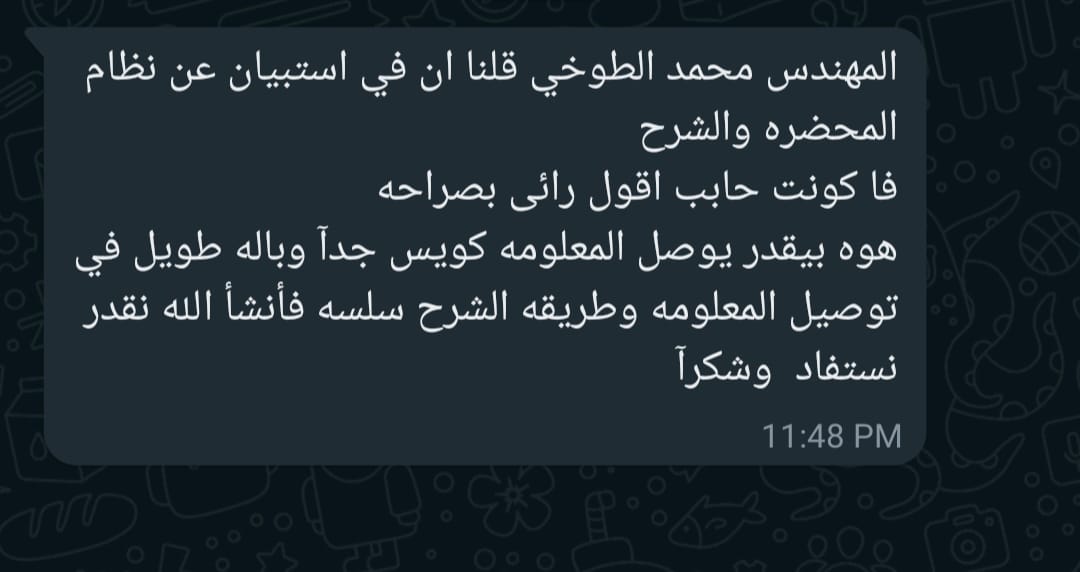 المهندس محمد الطوخي قلنا ان في استبيان عن نظام
المحضره والشرح
فا كونت حابب اقول رائى بصراحه
هوه بيقدر يوصل المعلومه كويس جدآ وباله طويل في
توصيل المعلومه وطريقه الشرح سلسه فأنشأ الله نقدر
نستفاد وشكرآ
11:48 PM